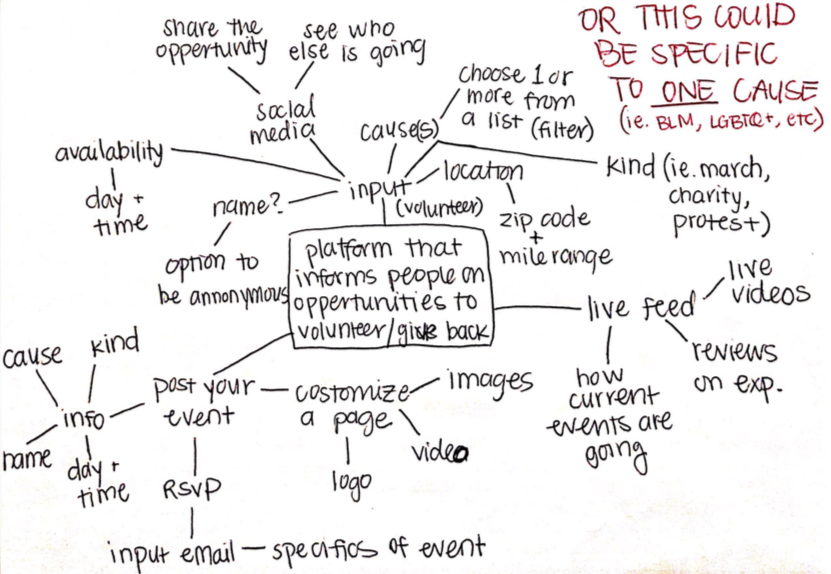 OR THIS COULD
BE SPECIFIC
TO ONE CAUSE
(ie. BLM, LGBTQ+, etc)
share the
oppertunity
see who
else is going
social
media
cause(s)
choose 1 or
more from
a list (filter)
availability
day +
time
name?
option to
be annonymous
input
(volunteer)
location
zip code
+
mile range
kind (ie. march,
charity,
protest)
platform that
informs people on
oppertunities to
volunteer/give back
live feed
live
videos
reviews
on exp.
how
current
events are
going
post your
event
info
cause
kind
name
day +
time
RSVP
input email – specifics of event
costomize
a page
images
video
logo